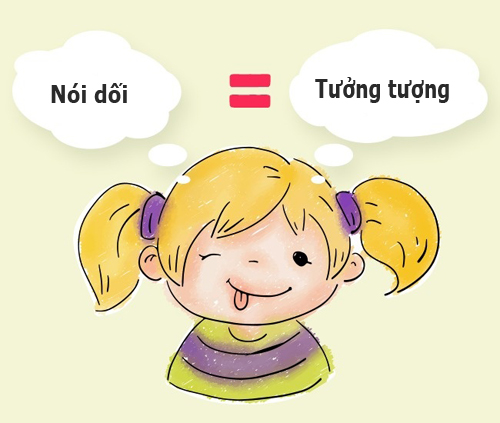 Nói dối
=
Tưởng tượng